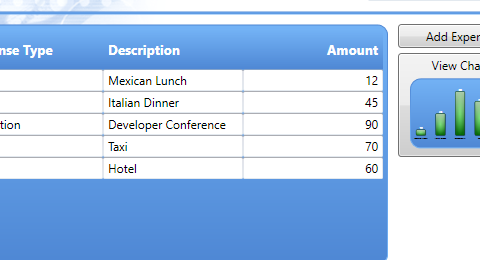 nse Type Description Amount
Add Exper
View Cha
Mexican Lunch 12
Italian Dinner 45
tion Developer Conference 90
Taxi 70
Hotel 60